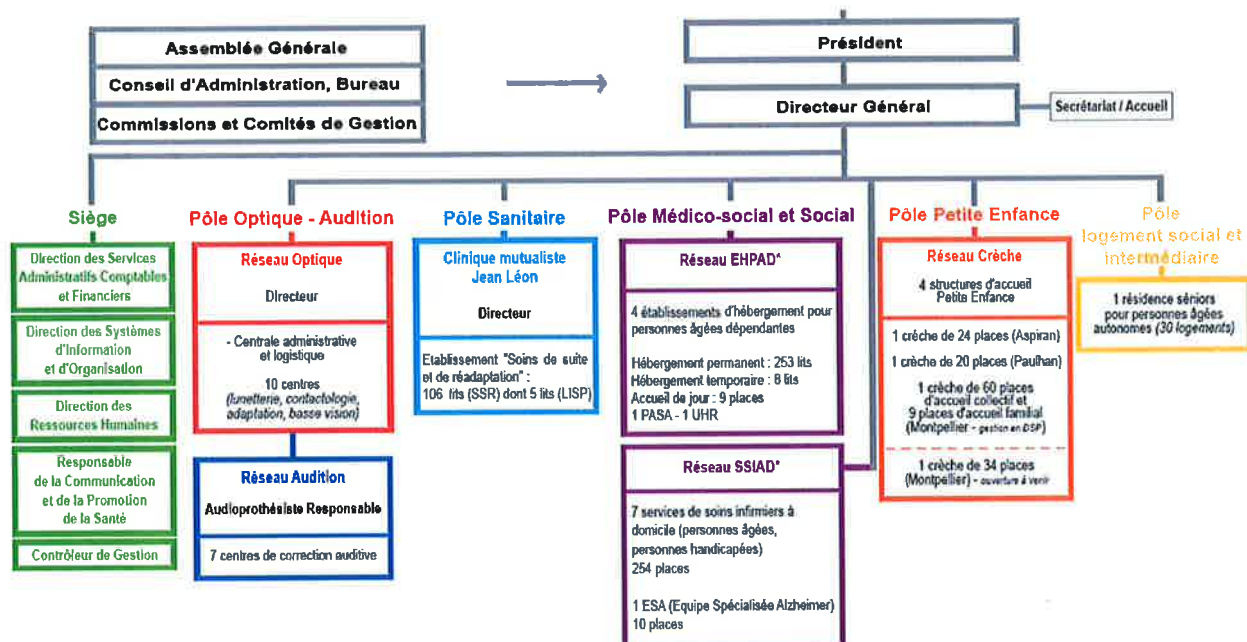 Assemblée Générale
Conseil d'Administration, Bureau
Commissions et Comités de Gestion
Président
Directeur Général
Secrétariat / Accueil
Siège
Direction des Services
Administratifs Comptables
et Financiers
Direction des Systèmes
d'Information
et d'Organisation
Direction des
Ressources Humaines
Responsable
de la Communication
et de la Promotion
de la Santé
Contrôleur de Gestion
Pôle Optique - Audition
Réseau Optique
Directeur
- Centrale administrative
et logistique
10 centres
(lunetterie, contactologie,
adaptation, basse vision)
Réseau Audition
Audioprothésiste Responsable
7 centres de correction auditive
Pôle Sanitaire
Clinique mutualiste
Jean Léon
Directeur
Etablissement "Soins de suite
et de réadaptation" :
106 lits (SSR) dont 5 lits (LISP)
Pôle Médico-social et Social
Réseau EHPAD*
4 établissements d'hébergement pour
personnes âgées dépendantes
Hébergement permanent : 253 lits
Hébergement temporaire : 8 lits
Accueil de jour : 9 places
1 PASA - 1 UHR
Réseau SSIAD*
7 services de soins infirmiers à
domicile (personnes âgées,
personnes handicapées)
254 places
1 ESA (Equipe Spécialisée Alzheimer)
10 places
Pôle Petite Enfance
Réseau Crèche
4 structures d'accueil
Petite Enfance
1 crèche de 24 places (Aspiran)
1 crèche de 20 places (Paulhan)
1 crèche de 60 places
d'accueil collectif et
9 places d'accueil familial
(Montpellier - gestion en DSP)
1 crèche de 34 places
(Montpellier) - ouverture à venir
Pôle
logement social et
intermédiaire
1 résidence séniors
pour personnes âgées
autonomes (30 logements)